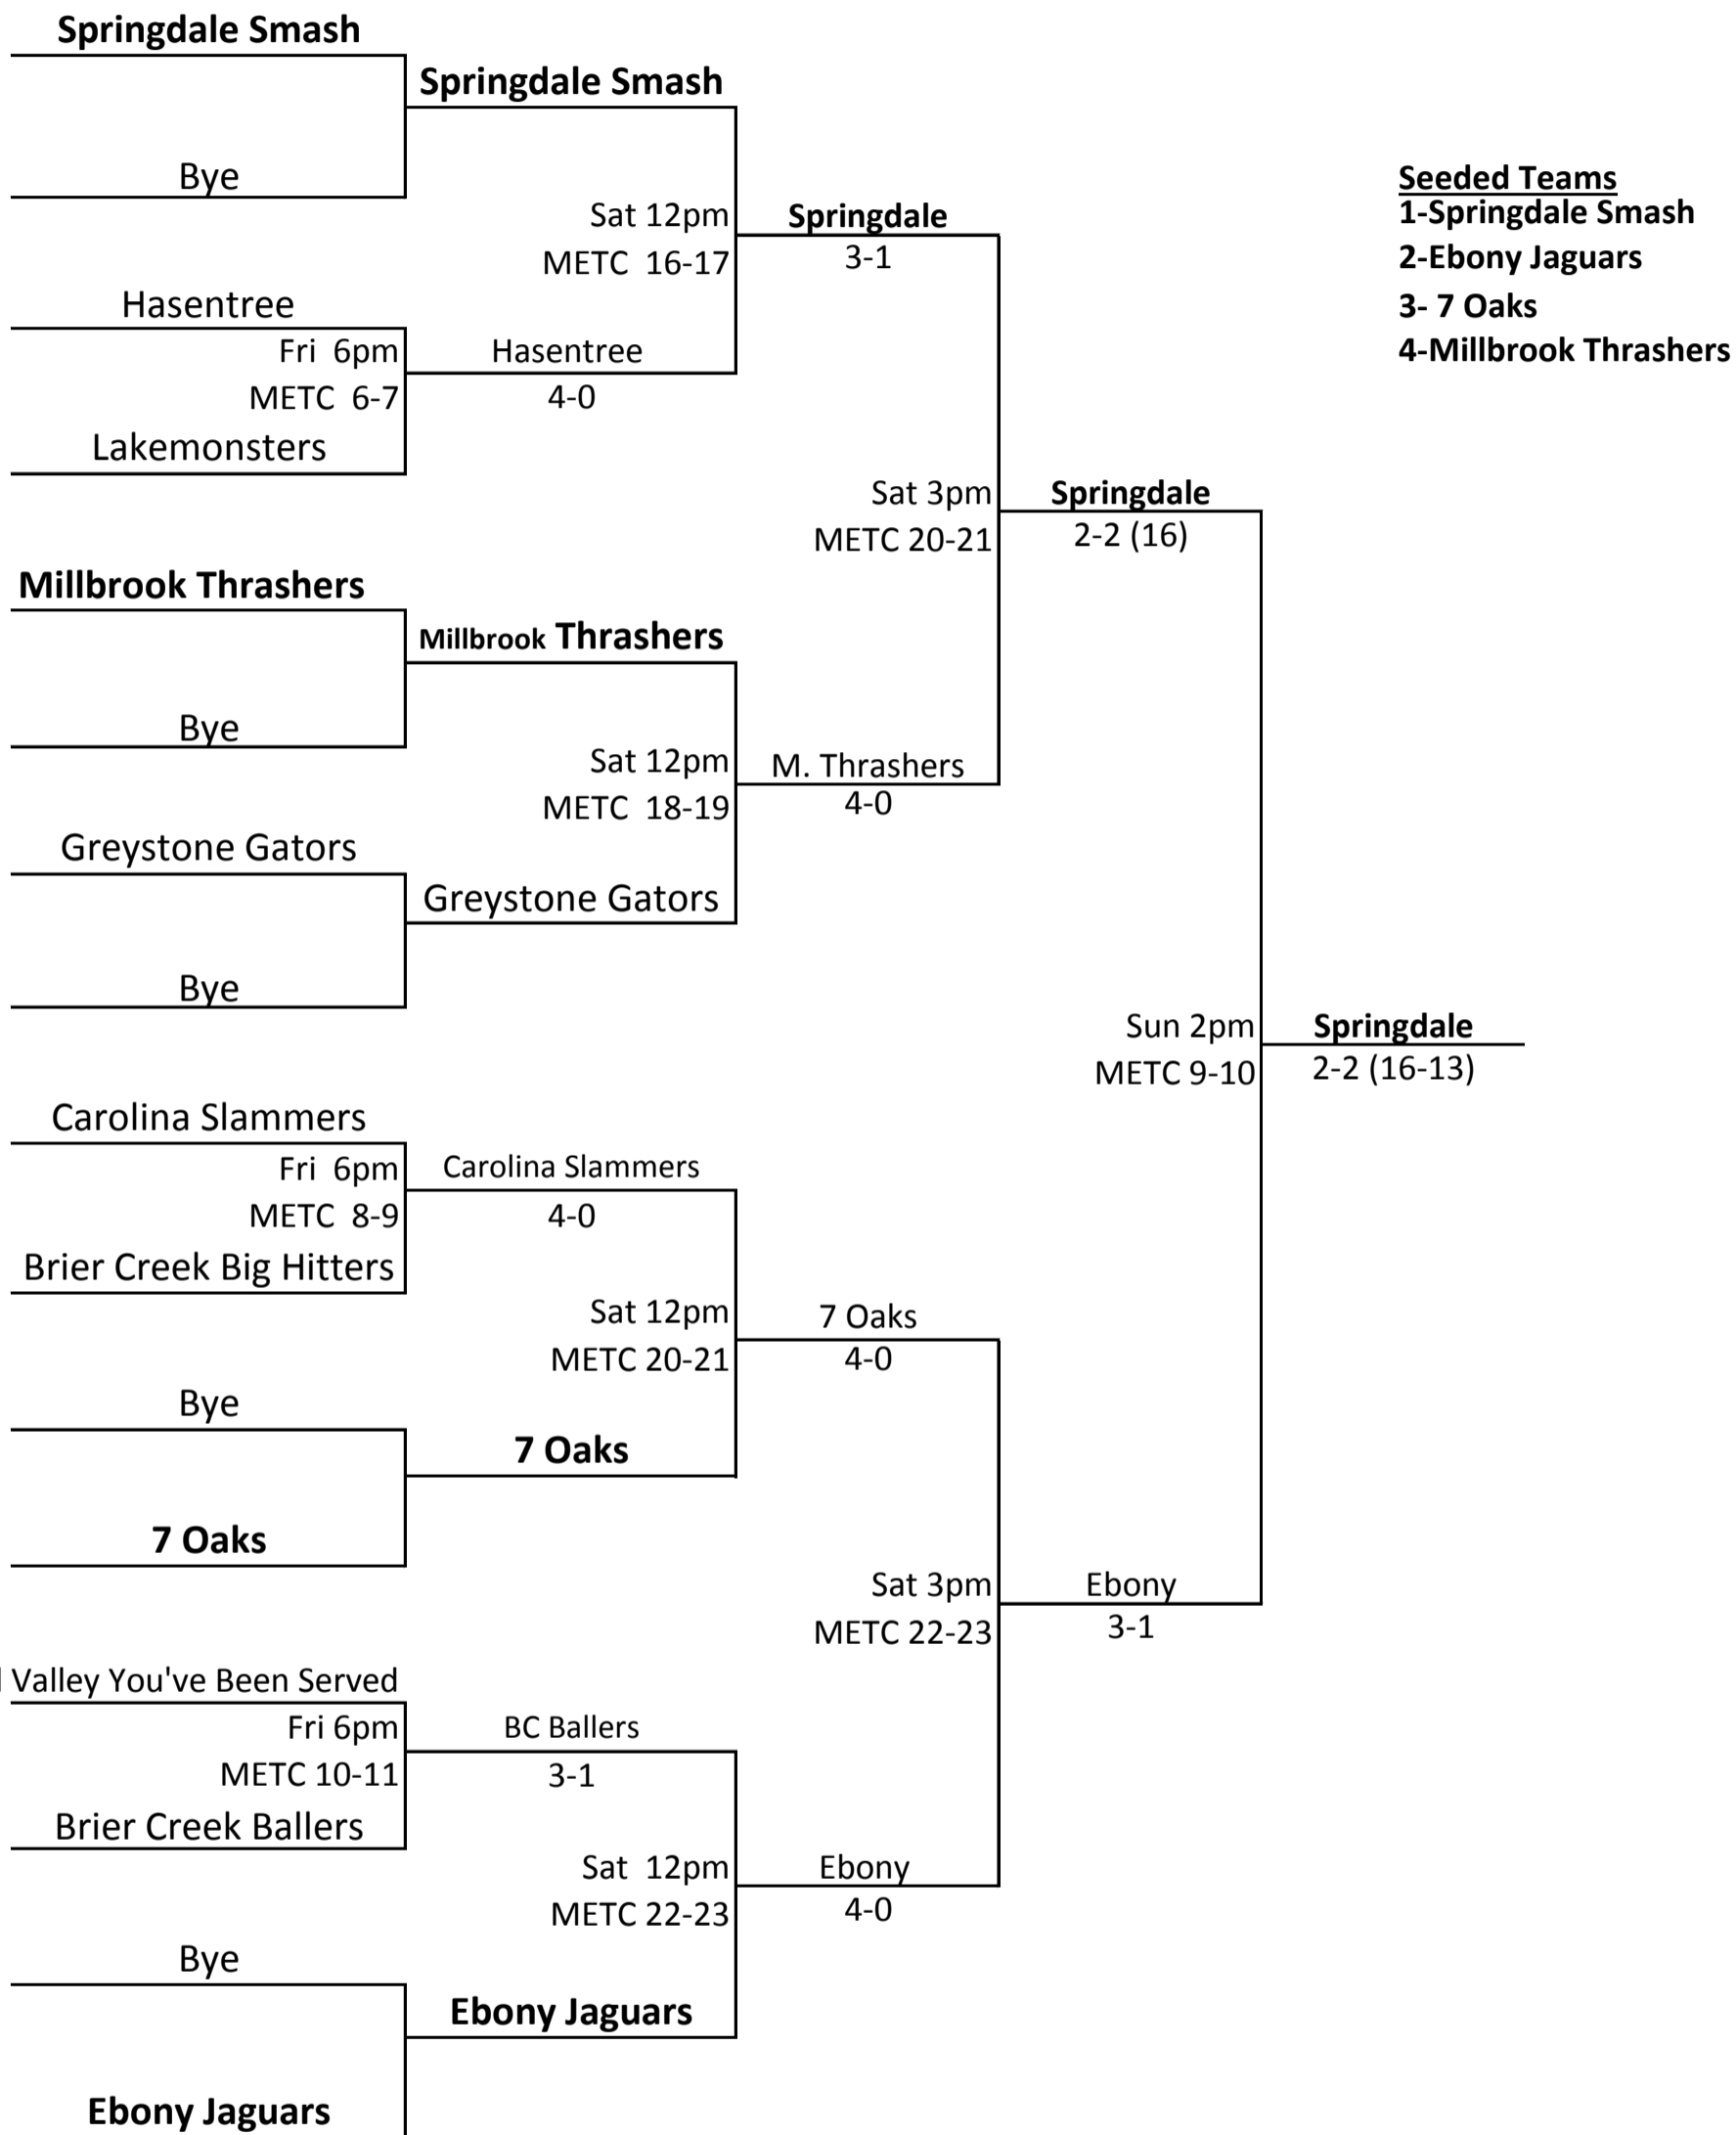 Springdale Smash
Springdale Smash
Bye
Seeded Teams
1-Springdale Smash
2-Ebony Jaguars
3- 7 Oaks
4-Millbrook Thrashers
Sat 12pm
METC 16-17
Springdale
3-1
Hasentree
Fri 6pm
METC 6-7
Hasentree
4-0
Lakemonsters
Sat 3pm
METC 20-21
Springdale
2-2 (16)
Millbrook Thrashers
Millbrook Thrashers
Bye
Sat 12pm
METC 18-19
M. Thrashers
4-0
Greystone Gators
Greystone Gators
Bye
Sun 2pm
METC 9-10
Springdale
2-2 (16-13)
Carolina Slammers
Fri 6pm
METC 8-9
Carolina Slammers
4-0
Brier Creek Big Hitters
Sat 12pm
METC 20-21
7 Oaks
4-0
Bye
7 Oaks
7 Oaks
Sat 3pm
METC 22-23
Ebony
3-1
Valley You've Been Served
Fri 6pm
METC 10-11
BC Ballers
3-1
Brier Creek Ballers
Sat 12pm
METC 22-23
Ebony
4-0
Bye
Ebony Jaguars
Ebony Jaguars